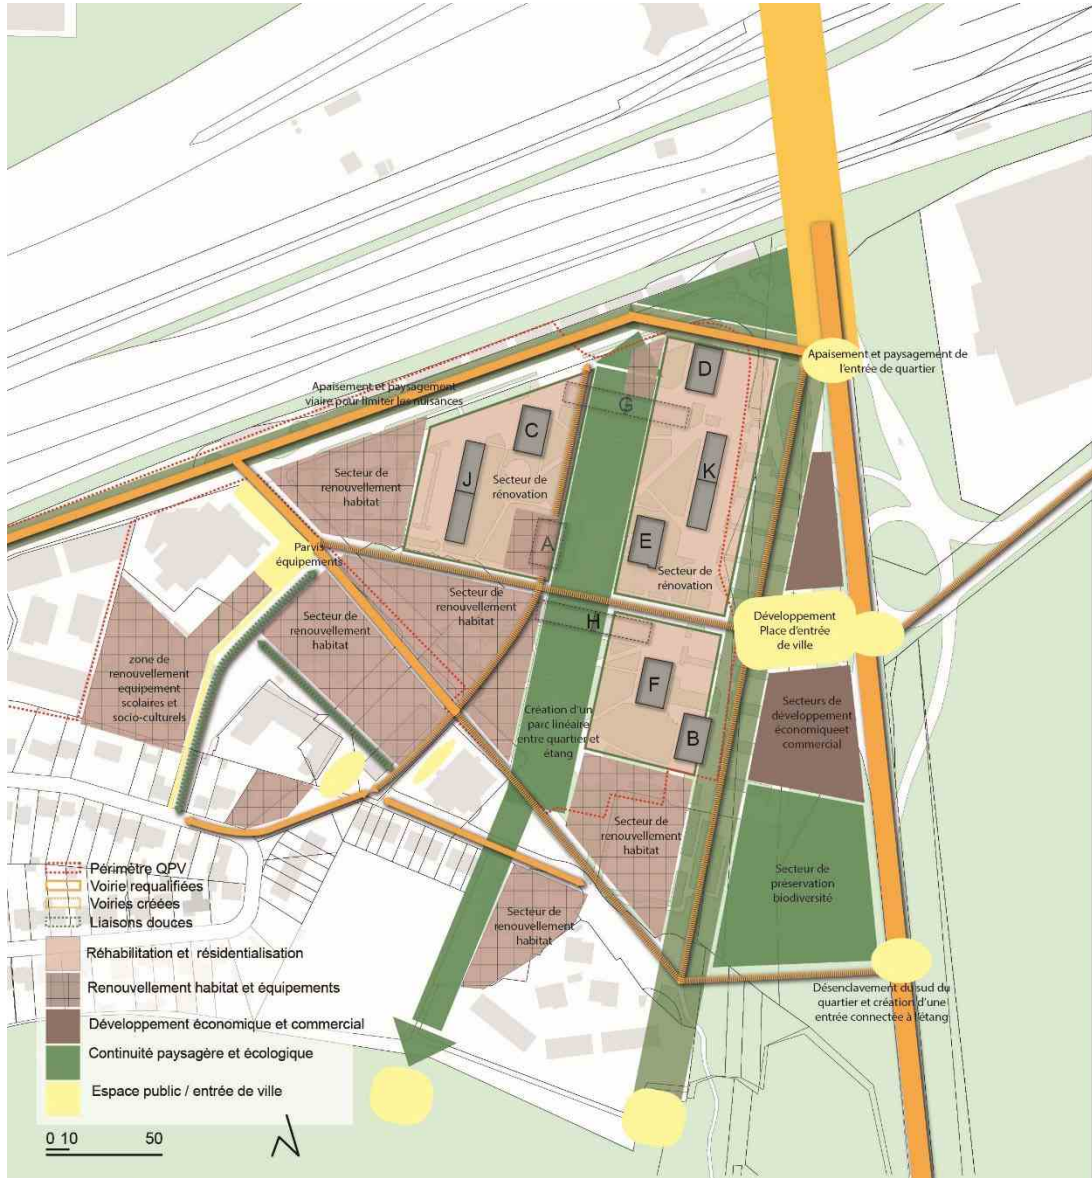 D
Apaisement et paysagement de
l'entrée de quartier
Apaisement et paysagement
viaire pour limiter les nuisances
G
C
J
K
Secteur de
renouvellement
habitat
Secteur de
rénovation
A
E
Parvis
équipements
Secteur de
rénovation
Secteur de
renouvellement
habitat
Secteur de
renouvellement
habitat
H
Développement
Place d'entrée
de ville
zone de
renouvellement
equipement
scolaires et
socio-culturels
F
B
Création d'un
parc linéaire
entre quartier et
étang
Secteurs de
développement
économiqueet
commercial
Secteur de
renouvellement
habitat
Secteur de
préservation
biodiversité
Secteur de
renouvellement
habitat
Désenclavement du sud du
quartier et création d'une
entrée connectée à l'étang
Périmètre QPV
Voirie requalifiées
Voiries créées
Liaisons douces
Réhabilitation et résidentialisation
Renouvellement habitat et équipements
Développement économique et commercial
Continuité paysagère et écologique
Espace public / entrée de ville
0 10 50
N